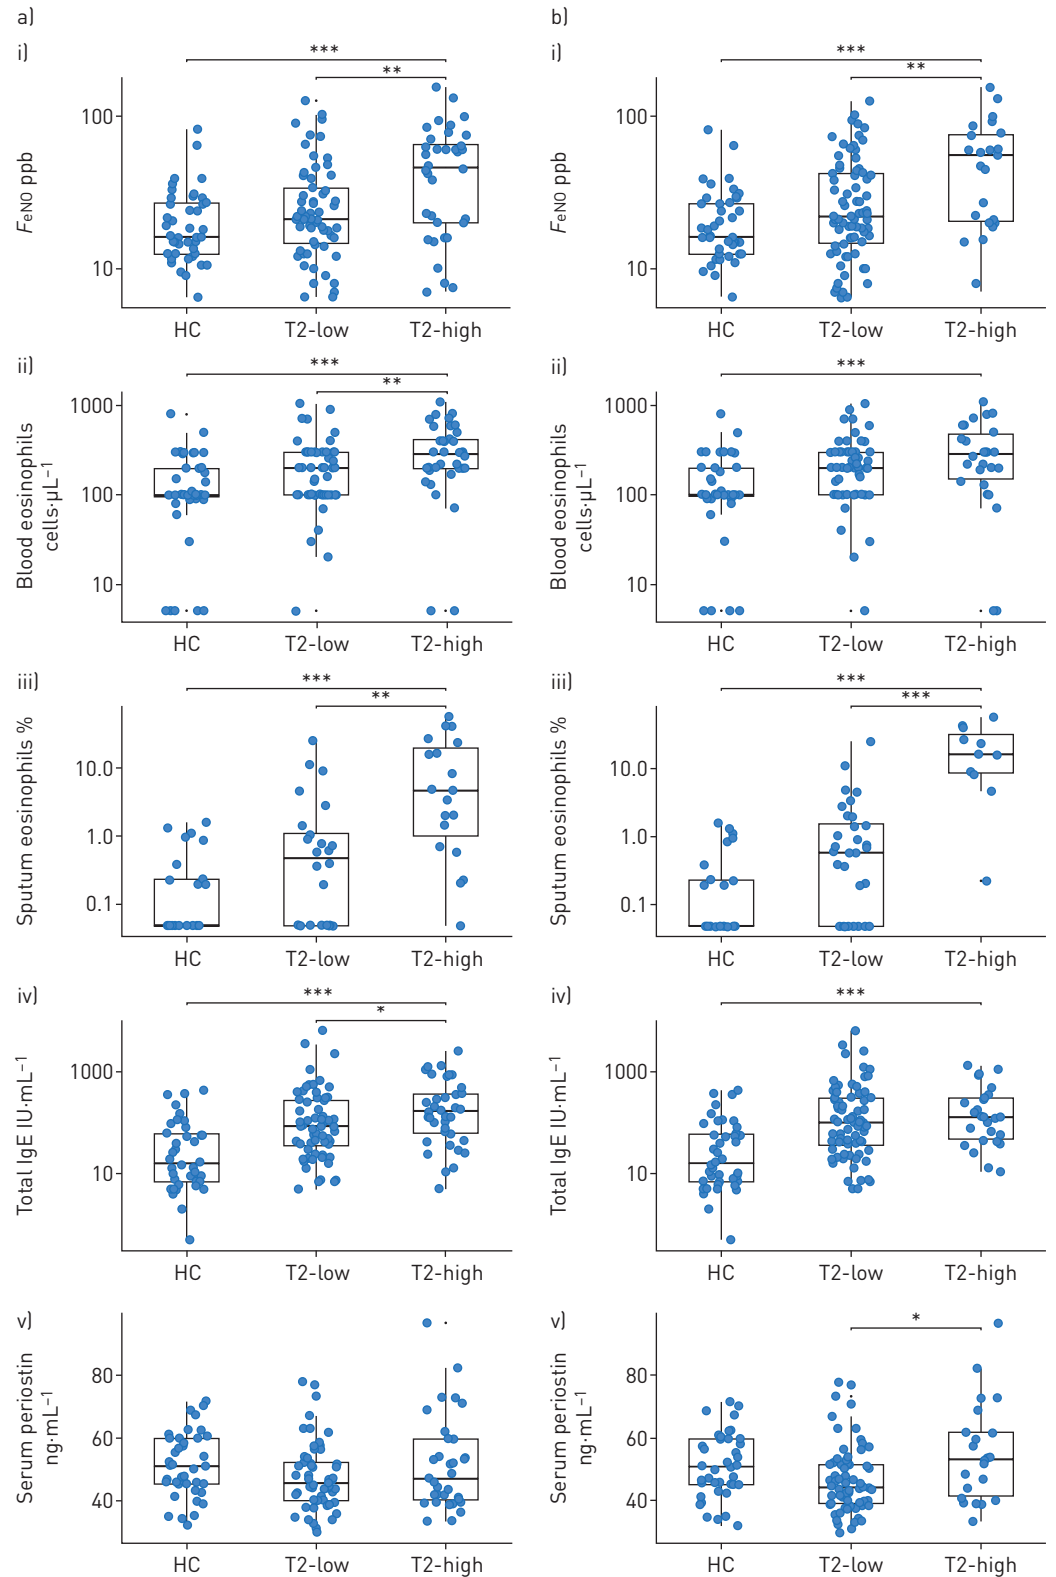 a)
i)
***
**
100
10
FeNO ppb
HC T2-low T2-high
ii)
***
**
1000
100
10
Blood eosinophils
cells·µL⁻¹
HC T2-low T2-high
iii)
***
**
10.0
1.0
0.1
Sputum eosinophils %
HC T2-low T2-high
iv)
***
*
1000
10
Total IgE IU·mL⁻¹
HC T2-low T2-high
v)
80
60
40
Serum periostin
ng·mL⁻¹
HC T2-low T2-high
b)
i)
***
**
100
10
FeNO ppb
HC T2-low T2-high
ii)
***
1000
100
10
Blood eosinophils
cells·µL⁻¹
HC T2-low T2-high
iii)
***
***
10.0
1.0
0.1
Sputum eosinophils %
HC T2-low T2-high
iv)
***
1000
10
Total IgE IU·mL⁻¹
HC T2-low T2-high
v)
*
80
60
40
Serum periostin
ng·mL⁻¹
HC T2-low T2-high